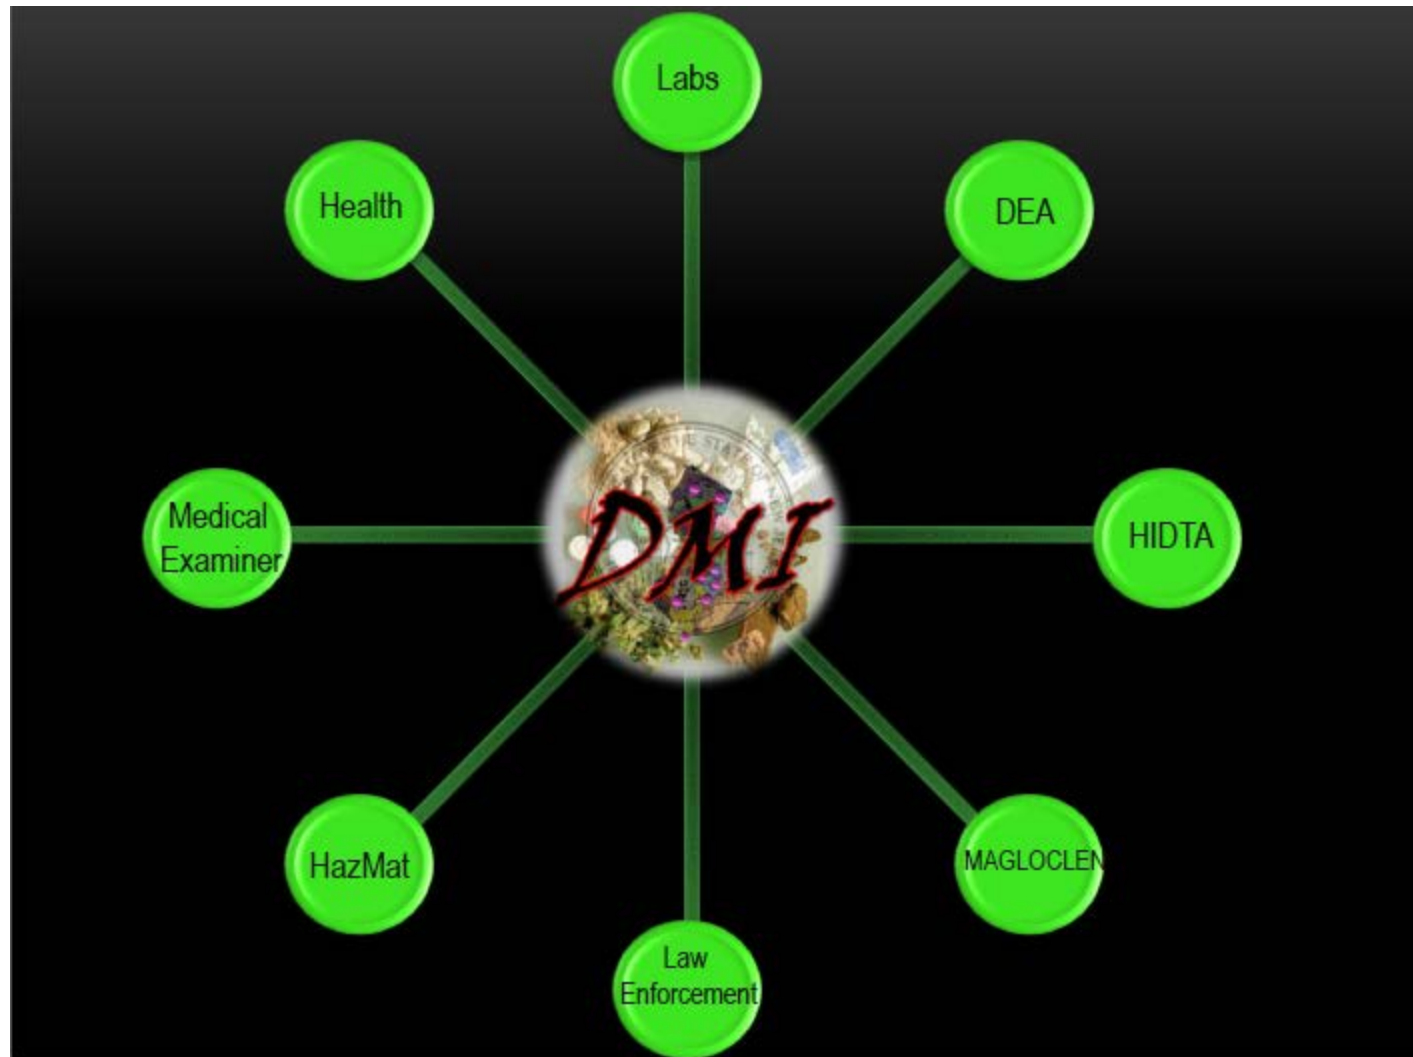 Labs
Health
DEA
DMI
Medical
Examiner
HIDTA
HazMat
MAGLOCLEN
Law
Enforcement